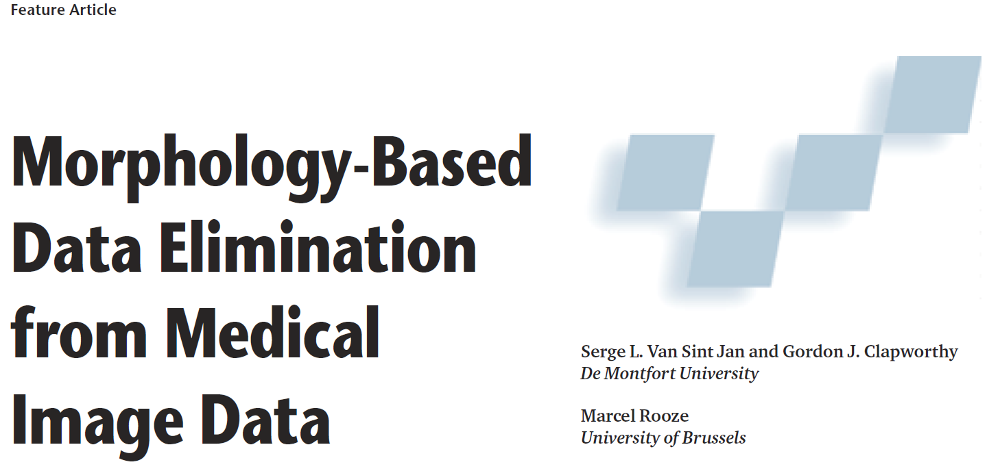 Feature Article
Morphology-Based
Data Elimination
from Medical
Image Data
Serge L. Van Sint Jan and Gordon J. Clapworthy
De Montfort University
Marcel Rooze
University of Brussels